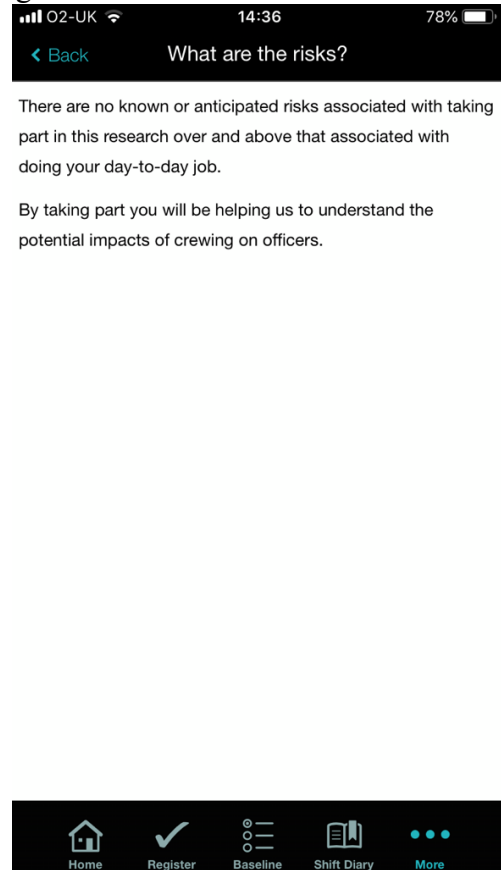 O2-UK 14:36 78%
Back What are the risks?
There are no known or anticipated risks associated with taking
part in this research over and above that associated with
doing your day-to-day job.
By taking part you will be helping us to understand the
potential impacts of crewing on officers.
Home Register Baseline Shift Diary More